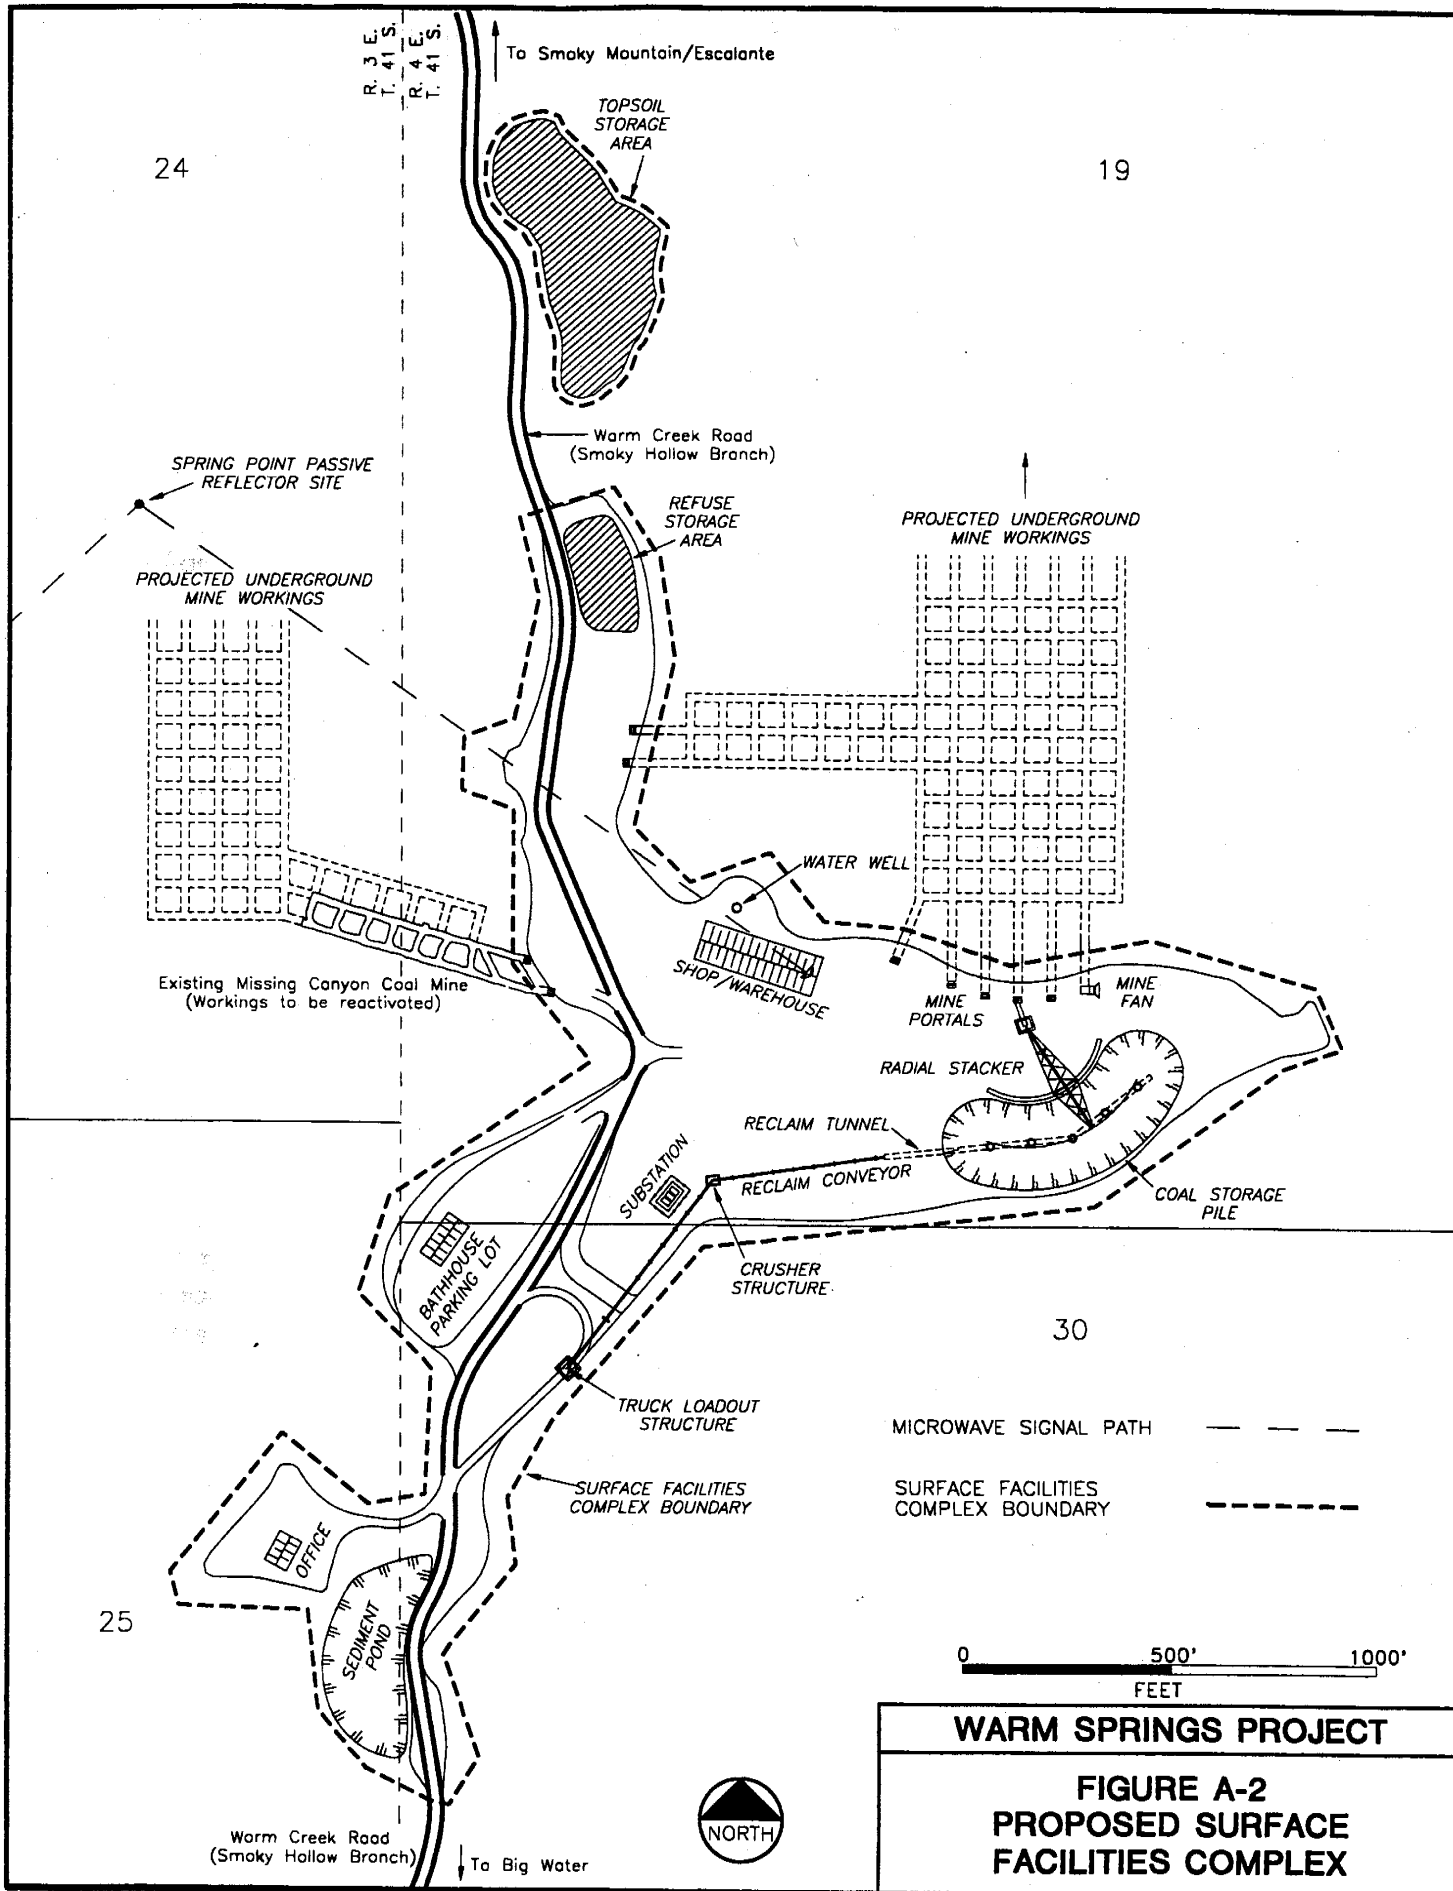 R. 3 E.
T. 41 S.
R. 4 E.
T. 41 S.
To Smoky Mountain/Escalante
TOPSOIL
STORAGE
AREA
24
19
Warm Creek Road
(Smoky Hollow Branch)
SPRING POINT PASSIVE
REFLECTOR SITE
REFUSE
STORAGE
AREA
PROJECTED UNDERGROUND
MINE WORKINGS
PROJECTED UNDERGROUND
MINE WORKINGS
WATER WELL
SHOP/WAREHOUSE
Existing Missing Canyon Coal Mine
(Workings to be reactivated)
MINE
PORTALS
MINE
FAN
RADIAL STACKER
RECLAIM TUNNEL
RECLAIM CONVEYOR
SUBSTATION
COAL STORAGE
PILE
BATHHOUSE
PARKING LOT
CRUSHER
STRUCTURE
30
TRUCK LOADOUT
STRUCTURE
MICROWAVE SIGNAL PATH
SURFACE FACILITIES
COMPLEX BOUNDARY
SURFACE FACILITIES
COMPLEX BOUNDARY
OFFICE
25
SEDIMENT
POND
0 500' 1000'
FEET
WARM SPRINGS PROJECT
FIGURE A-2
PROPOSED SURFACE
FACILITIES COMPLEX
NORTH
Warm Creek Road
(Smoky Hollow Branch)
To Big Water